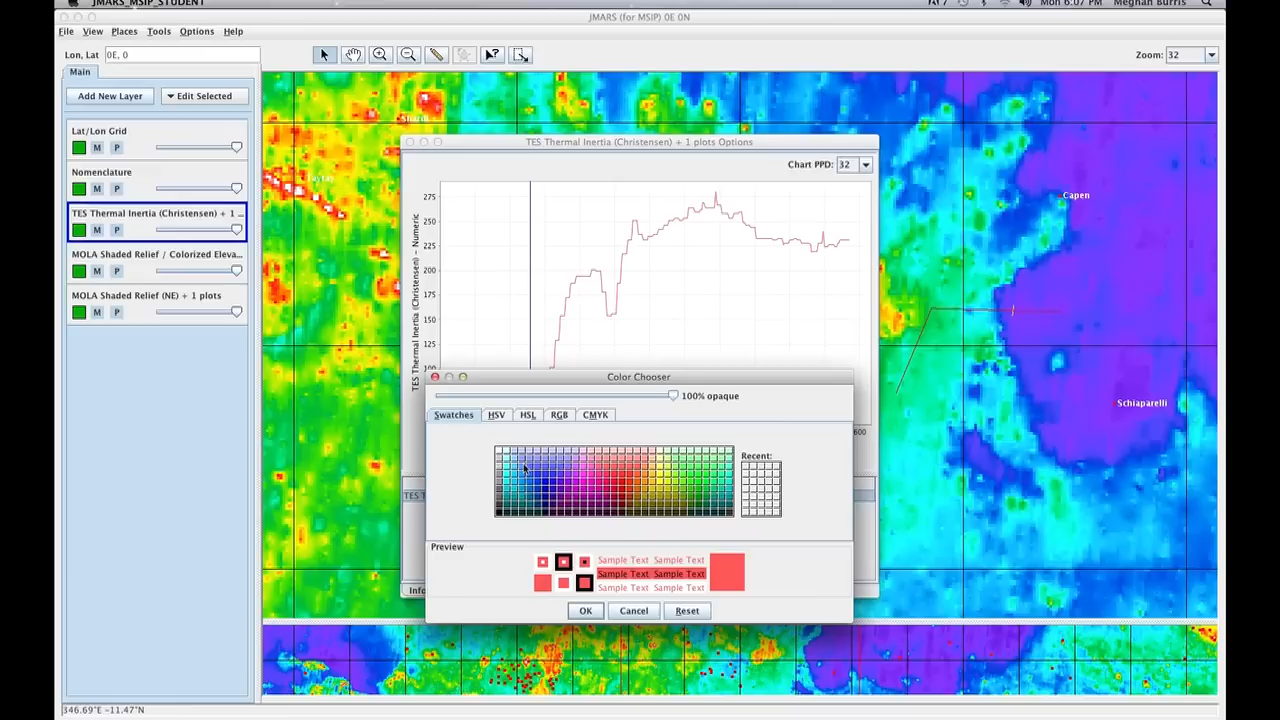 JMARS_MSIP_STUDENT
Mon 6:07 PM Meghan Burris
JMARS (for MSIP) 0E 0N
File View Places Tools Options Help
Lon, Lat 0E, 0
Zoom: 32
Main
Add New Layer Edit Selected
Lat/Lon Grid
M P
Nomenclature
M P
TES Thermal Inertia (Christensen) + 1 ...
M P
MOLA Shaded Relief / Colorized Eleva...
M P
MOLA Shaded Relief (NE) + 1 plots
M P
Capen
Schiaparelli
TES Thermal Inertia (Christensen) + 1 plots Options
Chart PPD: 32
TES Thermal Inertia (Christensen) – Numeric
275
250
225
200
175
150
100
600
TES T
Info
Color Chooser
100% opaque
Swatches HSV HSL RGB CMYK
Recent:
Preview
Sample Text Sample Text
Sample Text Sample Text
Sample Text Sample Text
OK Cancel Reset
346.69°E -11.47°N